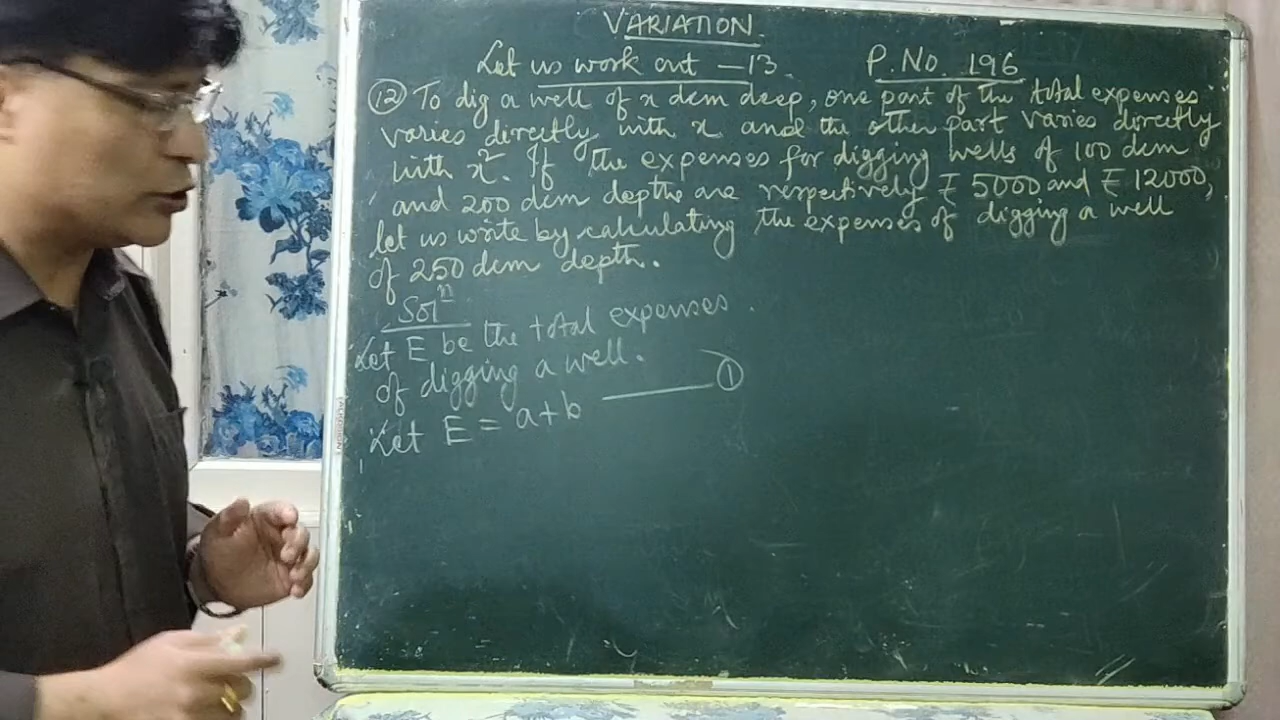 VARIATION.
Let us work out – 13. P. No. 196
(12) To dig a well of x dcm deep, one part of the total expenses
varies directly with x and the other part varies directly
with x². If the expenses for digging wells of 100 dcm
and 200 dcm depths are respectively ₹ 5000 and ₹ 12000,
let us write by calculating the expenses of digging a well
of 250 dcm depth.
Solⁿ
Let E be the total expenses
of digging a well.
Let E = a + b ——— (1)